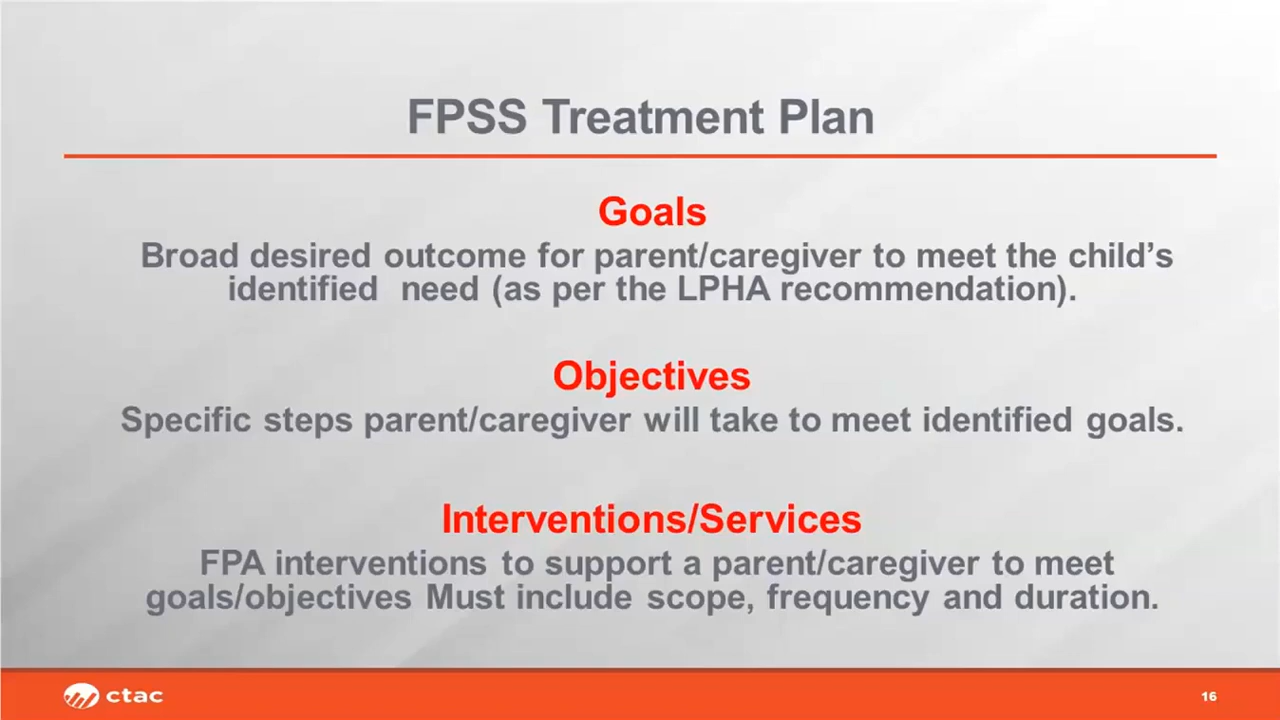 FPSS Treatment Plan
Goals
Broad desired outcome for parent/caregiver to meet the child’s
identified need (as per the LPHA recommendation).
Objectives
Specific steps parent/caregiver will take to meet identified goals.
Interventions/Services
FPA interventions to support a parent/caregiver to meet
goals/objectives Must include scope, frequency and duration.
ctac
16